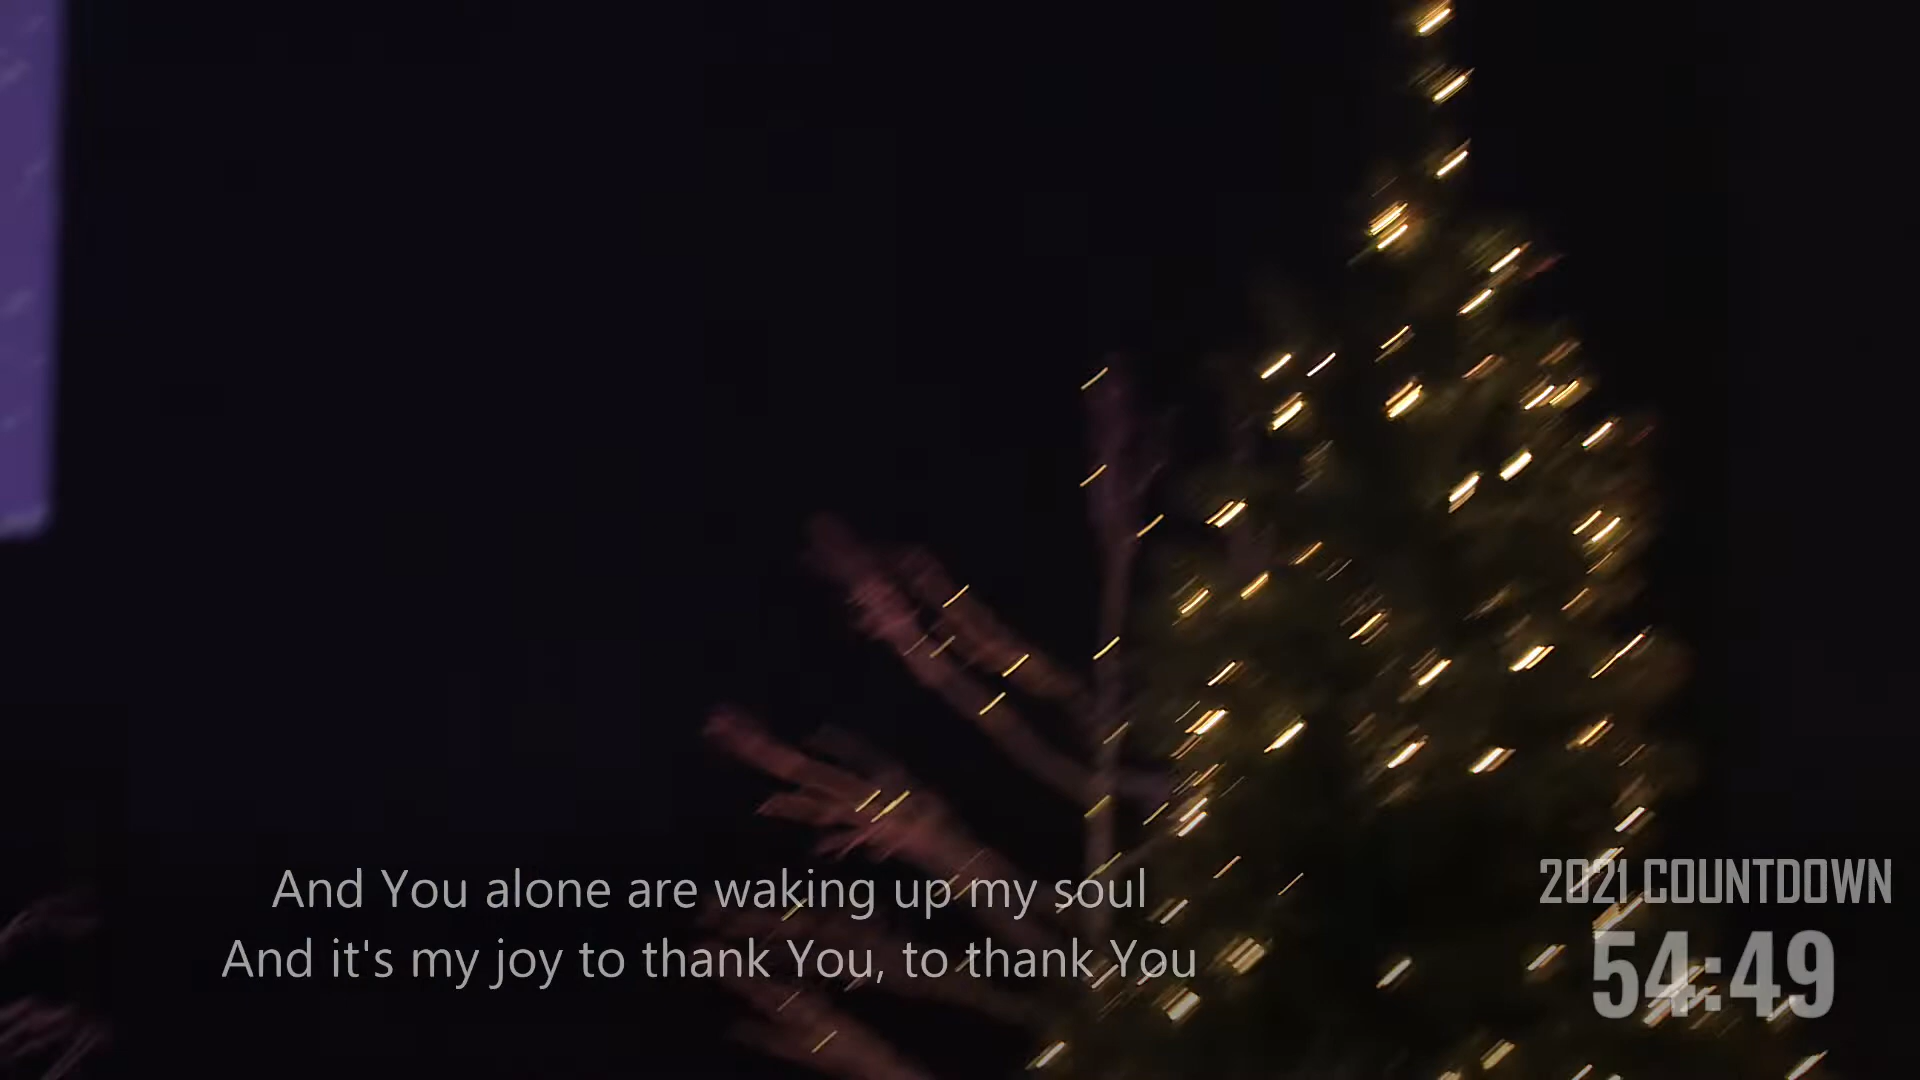 And You alone are waking up my soul
And it's my joy to thank You, to thank You
2021 COUNTDOWN
54:49